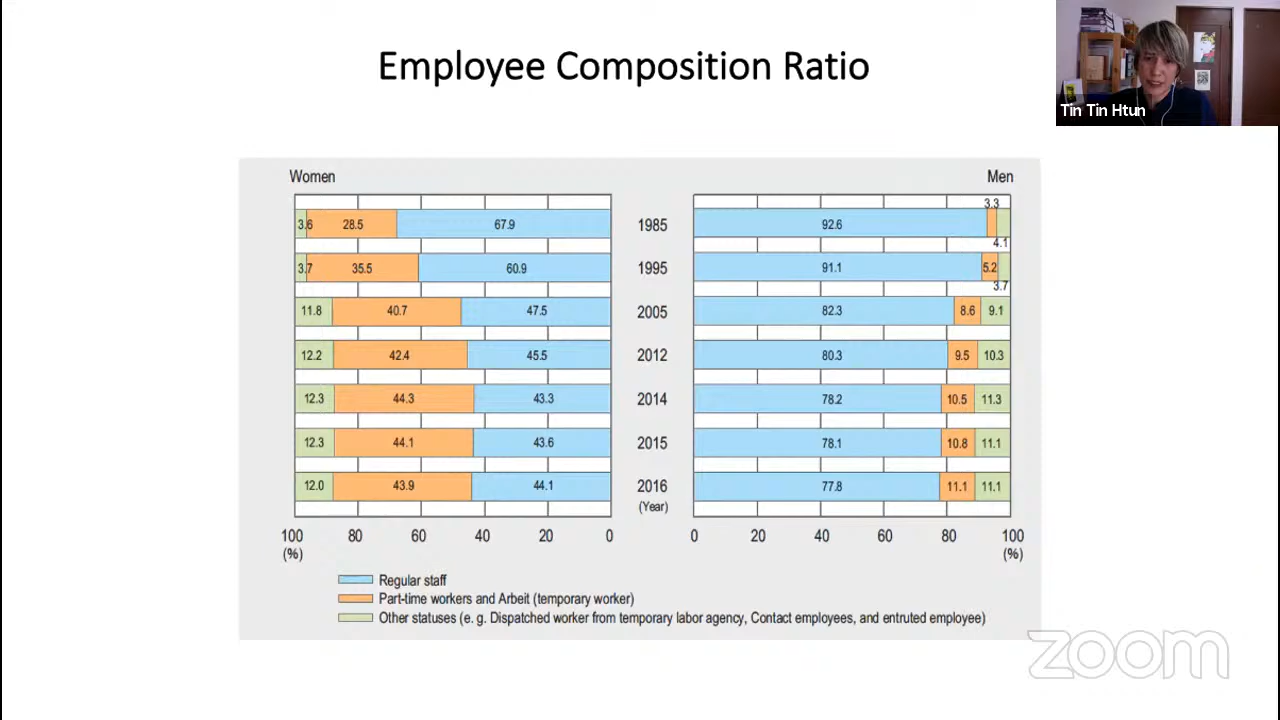 Employee Composition Ratio
Tin Tin Htun
Women
Men
3.6 28.5 67.9 1985 92.6 3.3 4.1
3.7 35.5 60.9 1995 91.1 5.2 3.7
11.8 40.7 47.5 2005 82.3 8.6 9.1
12.2 42.4 45.5 2012 80.3 9.5 10.3
12.3 44.3 43.3 2014 78.2 10.5 11.3
12.3 44.1 43.6 2015 78.1 10.8 11.1
12.0 43.9 44.1 2016 77.8 11.1 11.1
(Year)
100 80 60 40 20 0 0 20 40 60 80 100
(%) (%)
Regular staff
Part-time workers and Arbeit (temporary worker)
Other statuses (e. g. Dispatched worker from temporary labor agency, Contact employees, and entruted employee)
zoom